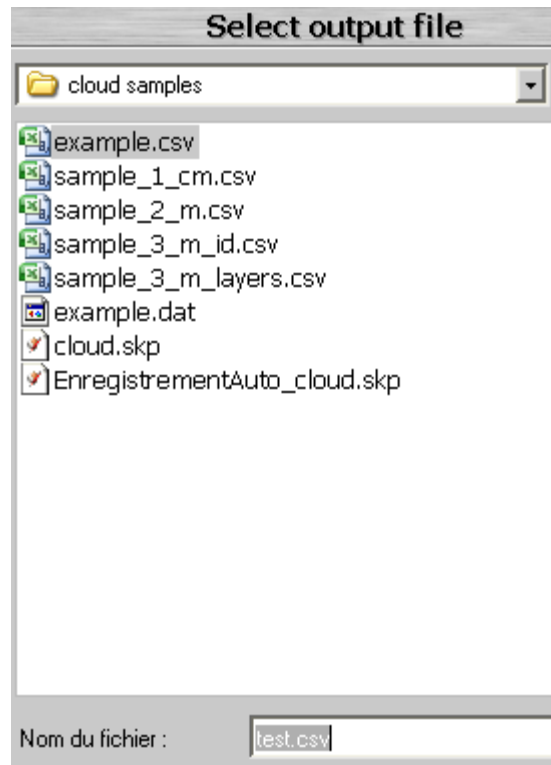 Select output file
cloud samples
example.csv
sample_1_cm.csv
sample_2_m.csv
sample_3_m_id.csv
sample_3_m_layers.csv
example.dat
cloud.skp
EnregistrementAuto_cloud.skp
Nom du fichier : test.csv